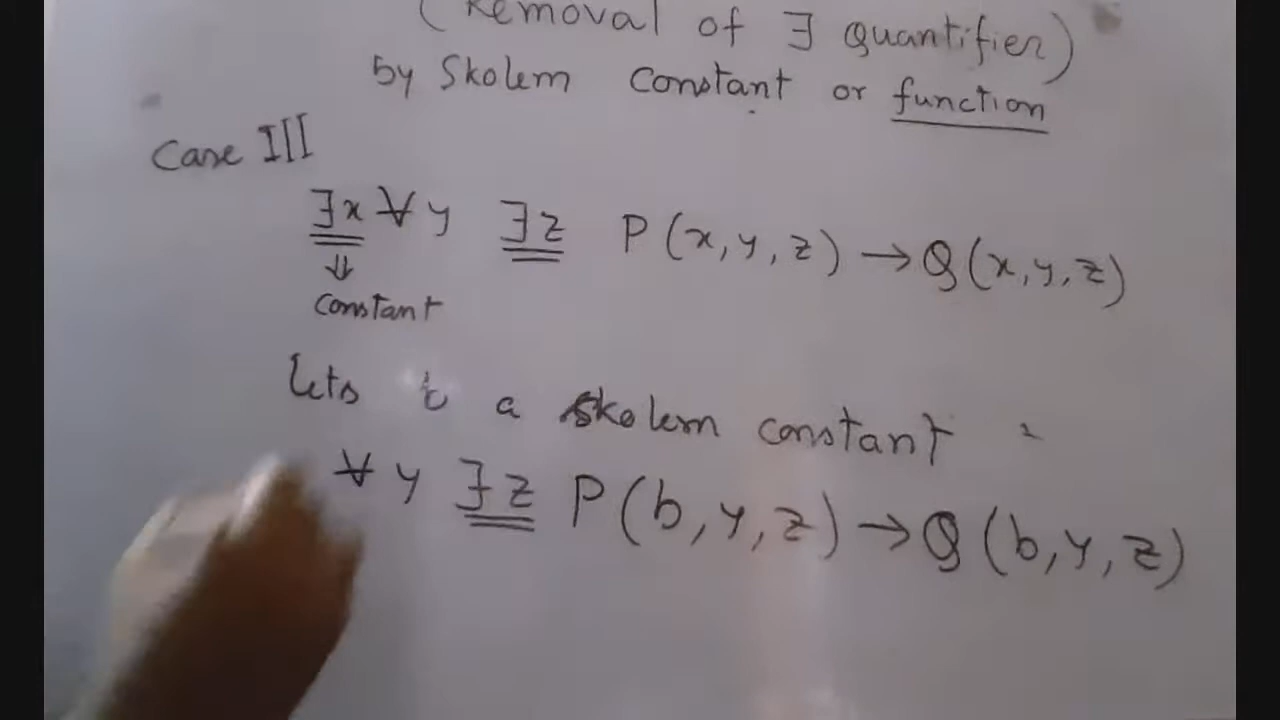 (Removal of ∃ Quantifier)
by Skolem Constant or function
Case III
∃x ∀y ∃z P(x,y,z) → Q(x,y,z)
⇓
Constant
Lets b a Skolem constant
∀y ∃z P(b,y,z) → Q(b,y,z)